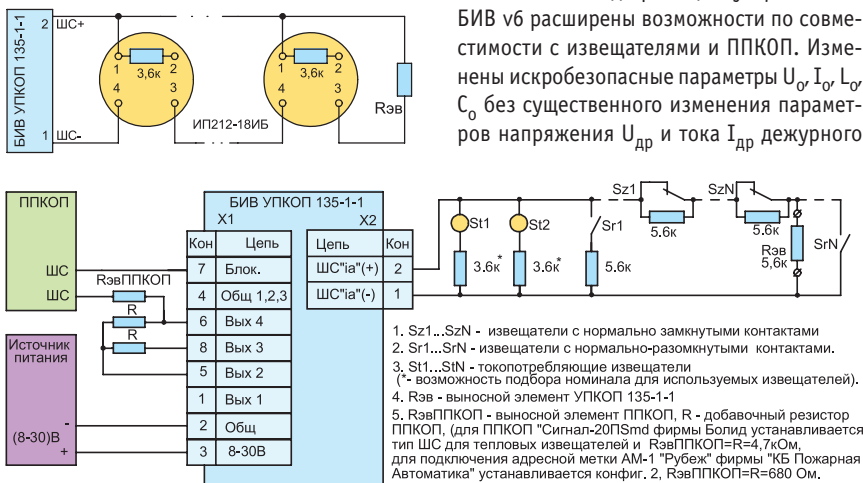 БИВ УПКОП 135-1-1
2 ШС+
1 ШС-
1 3,6к 2
4 3
1 3,6к 2
4 3
Rэв
ИП212-18ИБ
БИВ v6 расширены возможности по совме-
стимости с извещателями и ППКОП. Изме-
нены искробезопасные параметры Uo, Io, Lo,
Co без существенного изменения парамет-
ров напряжения Uдр и тока Iдр дежурного
ППКОП
ШС
ШС
RэвППКОП
R
R
Источник
питания
-
(8-30)В
+
БИВ УПКОП 135-1-1
X1 X2
Кон Цепь Цепь Кон
7 Блок. ШС"ia"(+) 2
4 Общ 1,2,3 ШС"ia"(-) 1
6 Вых 4
8 Вых 3
5 Вых 2
1 Вых 1
2 Общ
3 8-30В
St1 St2 Sr1 Sz1 SzN SrN
3.6к* 3.6к* 5.6к 5.6к 5.6к
Rэв
5,6к
1. Sz1...SzN - извещатели с нормально замкнутыми контактами
2. Sr1...SrN - извещатели с нормально-разомкнутыми контактами.
3. St1...StN - токопотребляющие извещатели
(*- возможность подбора номинала для используемых извещателей).
4. Rэв - выносной элемент УПКОП 135-1-1
5. RэвППКОП - выносной элемент ППКОП, R - добавочный резистор
ППКОП, (для ППКОП "Сигнал-20ПSmd фирмы Болид устанавливается
тип ШС для тепловых извещателей и RэвППКОП=R=4,7кОм,
для подключения адресной метки АМ-1 "Рубеж" фирмы "КБ Пожарная
Автоматика" устанавливается конфиг. 2, RэвППКОП=R=680 Ом.